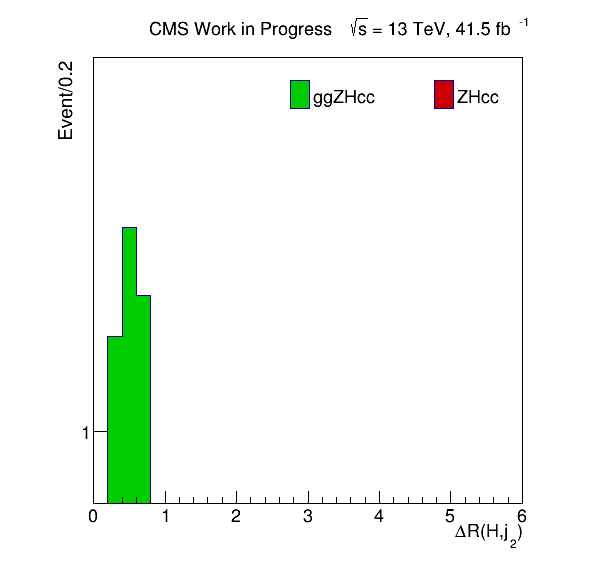 CMS Work in Progress √s = 13 TeV, 41.5 fb⁻¹
Event/0.2
ggZHcc ZHcc
1
0 1 2 3 4 5 6
ΔR(H,j₂)